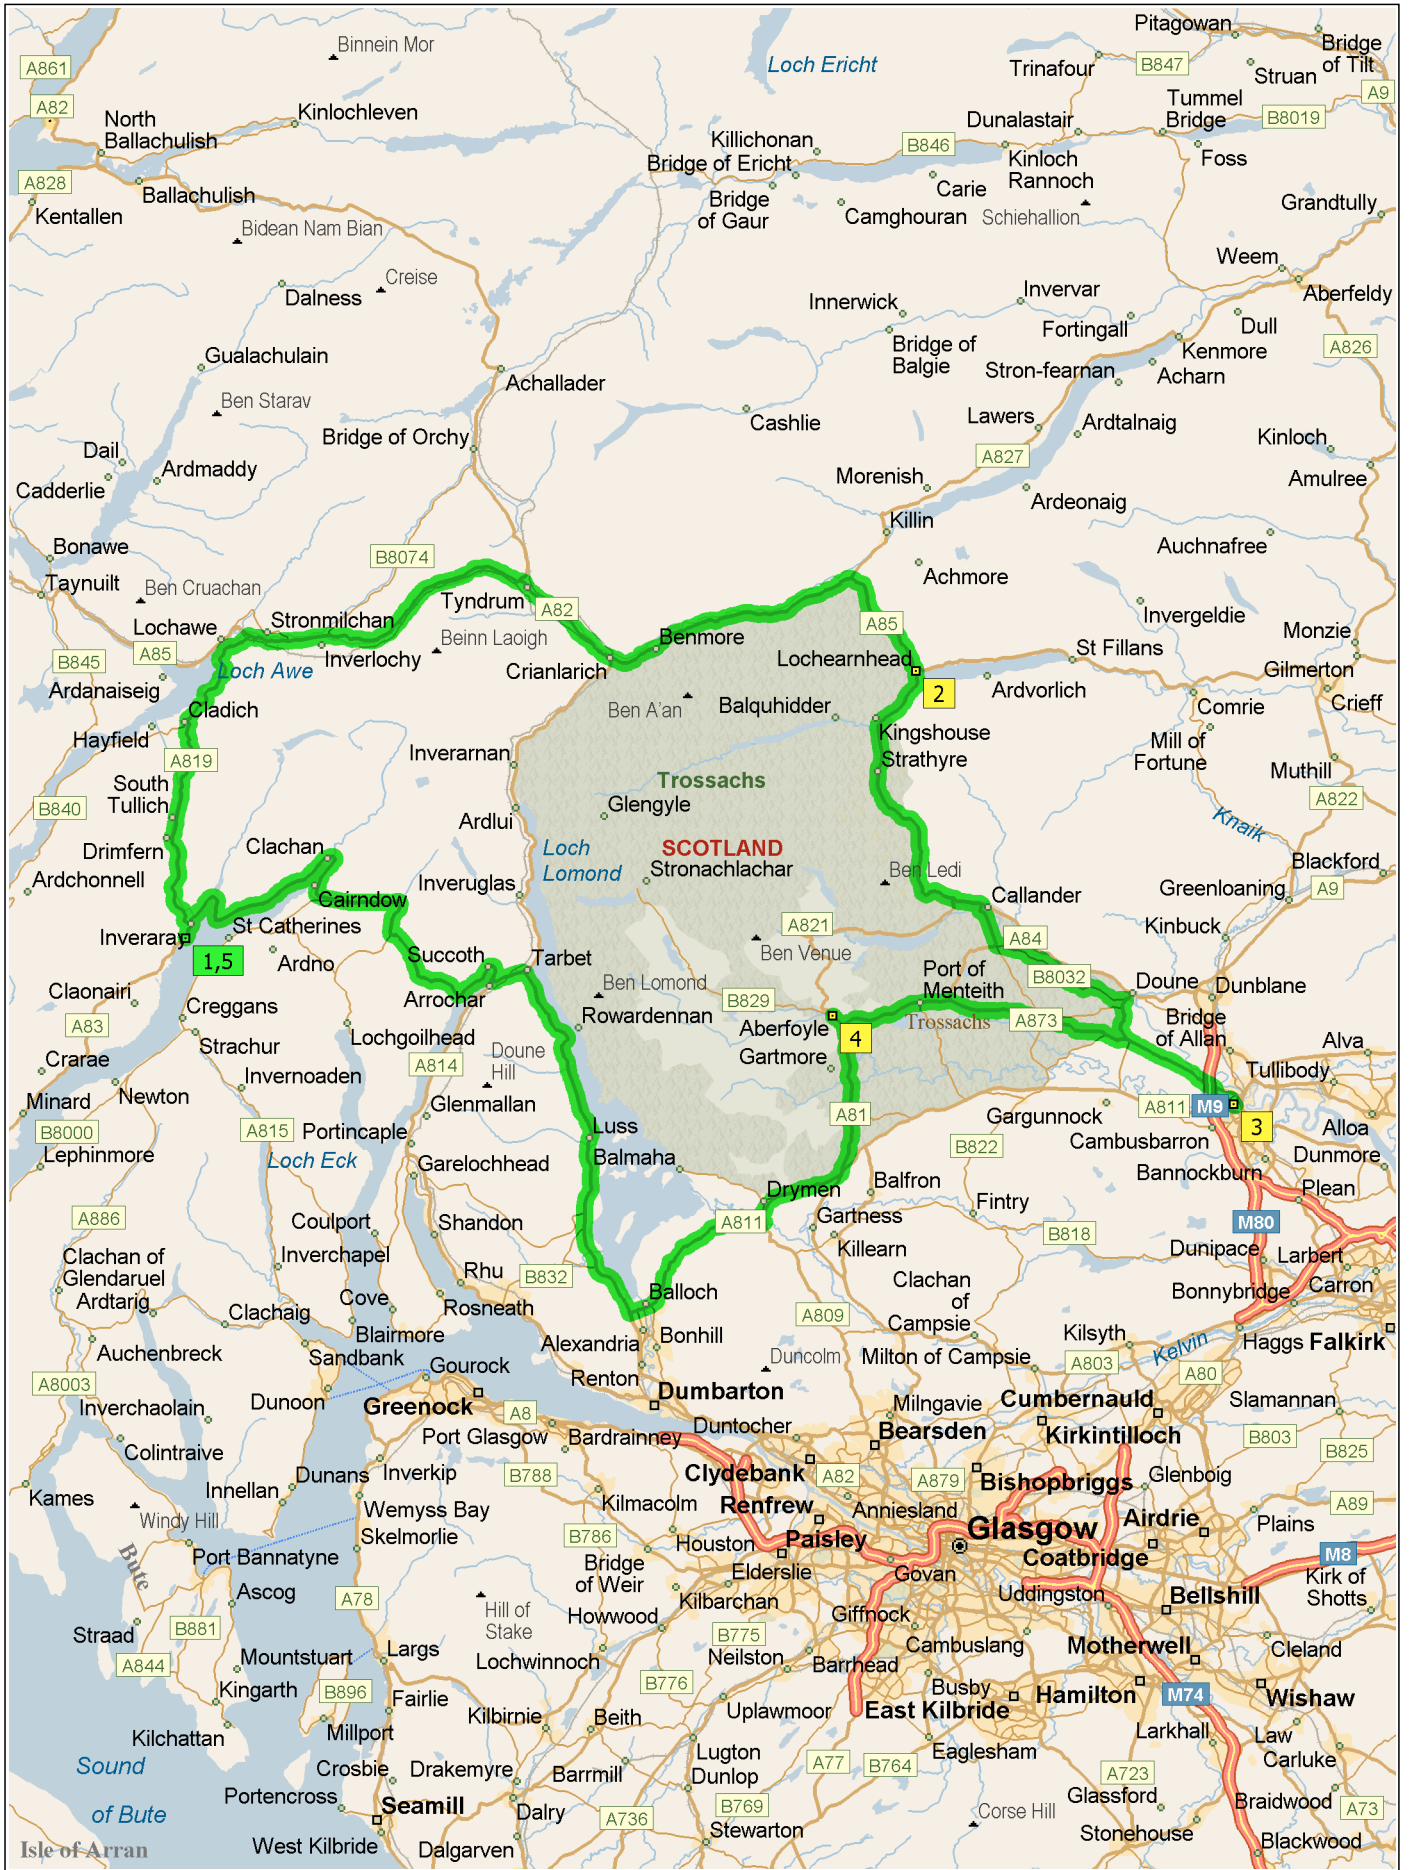 Pitagowan
Binnein Mor
Bridge
of Tilt
A861
Loch Ericht
Trinafour
B847
Struan
A82
A9
North
Ballachulish
Kinlochleven
Tummel
Bridge
B8019
Dunalastair
Killichonan
B846
Bridge of Ericht
Kinloch
Rannoch
Foss
A828
Ballachulish
Carie
Bridge
of Gaur
Camghouran
Schiehallion
Grandtully
Kentallen
Bidean Nam Bian
Weem
Creise
Dalness
Invervar
Aberfeldy
Innerwick
Fortingall
Dull
Bridge of
Balgie
Kenmore
A826
Gualachulain
Stron-fearnan
Acharn
Achallader
Ben Starav
Cashlie
Lawers
Ardtalnaig
Bridge of Orchy
Kinloch
Dail
Ardmaddy
A827
Cadderlie
Morenish
Amulree
Ardeonaig
Killin
Bonawe
B8074
Auchnafree
Taynuilt
Ben Cruachan
Achmore
Tyndrum
A82
Invergeldie
Stronmilchan
A85
Lochawe
Beinn Laoigh
Benmore
Monzie
B845
A85
Inverlochy
Lochearnhead
St Fillans
Loch Awe
Crianlarich
Gilmerton
Ardanaiseig
2
Ardvorlich
Cladich
Ben A'an
Balquhidder
Comrie
Crieff
Hayfield
Kingshouse
A819
Inverarnan
Strathyre
Mill of
Fortune
Muthill
South
Tullich
Trossachs
B840
Glengyle
A822
Ardlui
Knaik
Drimfern
Clachan
Loch
Lomond
SCOTLAND
Stronachlachar
Ben Ledi
Blackford
Ardchonnell
Inveruglas
Greenloaning
A9
Cairndow
Callander
A821
Kinbuck
Inveraray
St Catherines
A84
1,5
Ardno
Succoth
Tarbet
Ben Venue
Port of
Menteith
B8032
Doune
Dunblane
Claonairi
Arrochar
Ben Lomond
B829
Creggans
Rowardennan
Aberfoyle
4
Trossachs
A873
Bridge
of Allan
A83
Lochgoilhead
Alva
Strachur
Doune
Hill
Gartmore
Crarae
A814
Tullibody
Invernoaden
Newton
Glenmallan
Gargunnock
A811
M9
Minard
A81
3
Alloa
B8000
A815
Portincaple
Luss
Cambusbarron
Lephinmore
Loch Eck
Balmaha
B822
Dunmore
Garelochhead
Bannockburn
Balfron
Plean
Drymen
A886
Fintry
Coulport
Shandon
A811
Gartness
M80
Clachan of
Glendaruel
Inverchapel
Killearn
B818
Dunipace
Larbert
Ardtarig
Rhu
B832
Clachan
of
Campsie
Carron
Cove
Balloch
Bonnybridge
Clachaig
Rosneath
A809
Blairmore
Alexandria
Bonhill
Kilsyth
Kelvin
Haggs
Falkirk
Auchenbreck
Sandbank
Duncolm
Milton of Campsie
A803
Gourock
Renton
A80
A8003
Dunoon
Dumbarton
Cumbernauld
Slamannan
Inverchaolain
Greenock
Milngavie
A8
Duntocher
Bearsden
Kirkintilloch
Colintraive
Port Glasgow
Bardrainney
B803
B825
Dunans
Inverkip
B788
Clydebank
A82
A879
Bishopbriggs
Glenboig
Kames
Innellan
Kilmacolm
Renfrew
Anniesland
A89
Wemyss Bay
Windy Hill
Skelmorlie
B786
Houston
Paisley
Glasgow
Airdrie
Plains
Bute
Port Bannatyne
Bridge
of Weir
Elderslie
Govan
Coatbridge
M8
Ascog
Kirk of
Shotts
A78
Hill of
Stake
Kilbarchan
Uddingston
Bellshill
B881
Howwood
Giffnock
Straad
B775
Cambuslang
Motherwell
Cleland
A844
Mountstuart
Largs
Lochwinnoch
Neilston
Barrhead
Kingarth
B896
B776
Busby
Hamilton
M74
Wishaw
Fairlie
Uplawmoor
East Kilbride
Kilchattan
Millport
Kilbirnie
Beith
Larkhall
Law
Sound
of Bute
Lugton
Eaglesham
Carluke
Crosbie
Drakemyre
Barrmill
Dunlop
A77
B764
A723
Portencross
Seamill
Glassford
Braidwood
A73
Dalry
A736
B769
Corse Hill
Isle of Arran
West Kilbride
Dalgarven
Stewarton
Stonehouse
Blackwood